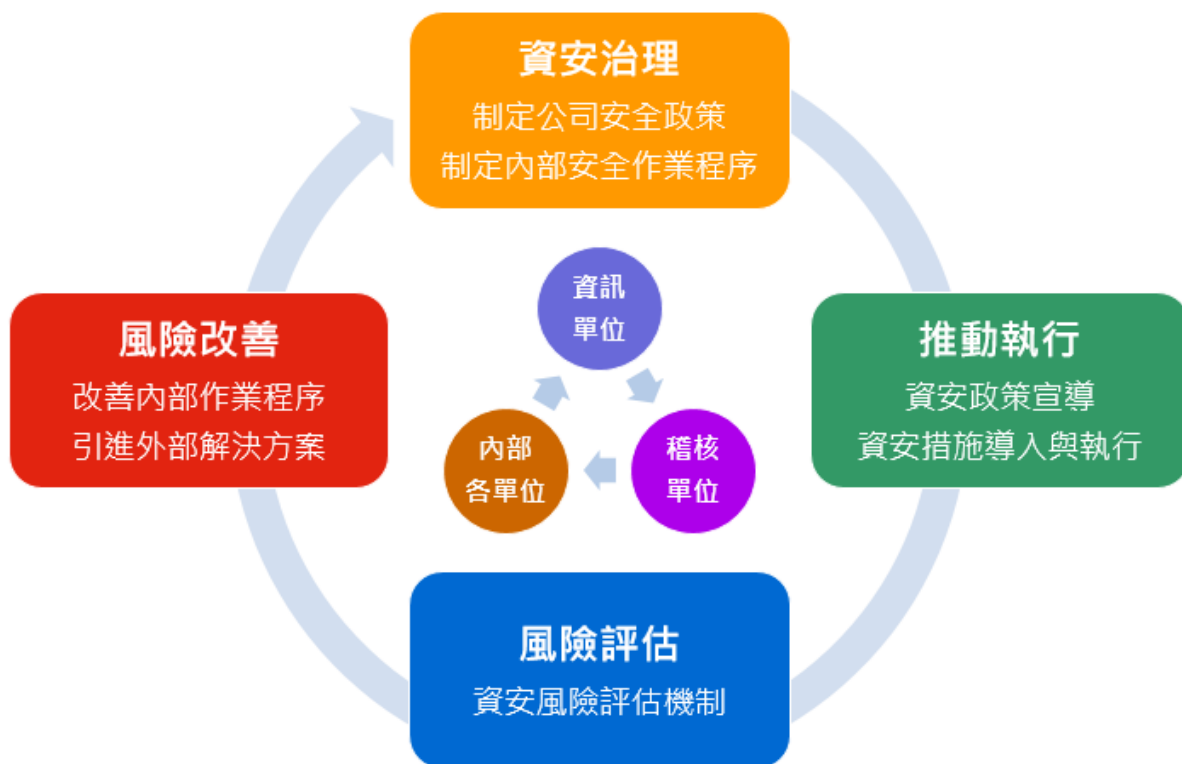 資安治理
制定公司安全政策
制定內部安全作業程序
資訊
單位
風險改善
改善內部作業程序
引進外部解決方案
推動執行
資安政策宣導
資安措施導入與執行
內部
各單位
稽核
單位
風險評估
資安風險評估機制